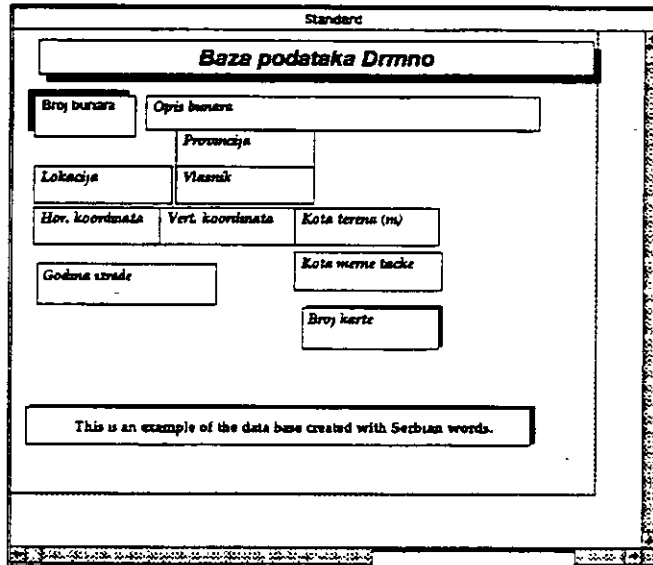 Standard
Baza podataka Drmno
Broj bunara
Opis bunara
Provincija
Lokacija
Vlasnik
Hor. koordinata
Vert. koordinata
Kota terena (m)
Godina izrade
Kota merne tacke
Broj karte
This is an example of the data base created with Serbian words.